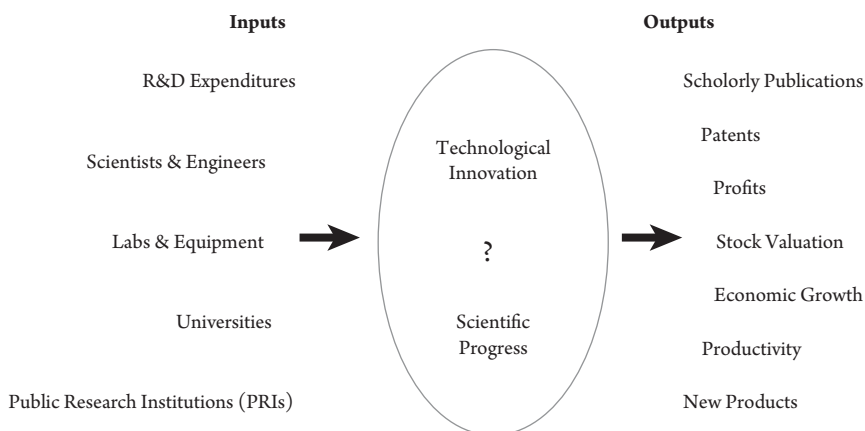 Inputs
Outputs
R&D Expenditures
Scientists & Engineers
Labs & Equipment
Universities
Public Research Institutions (PRIs)
Technological
Innovation
?
Scientific
Progress
Scholorly Publications
Patents
Profits
Stock Valuation
Economic Growth
Productivity
New Products